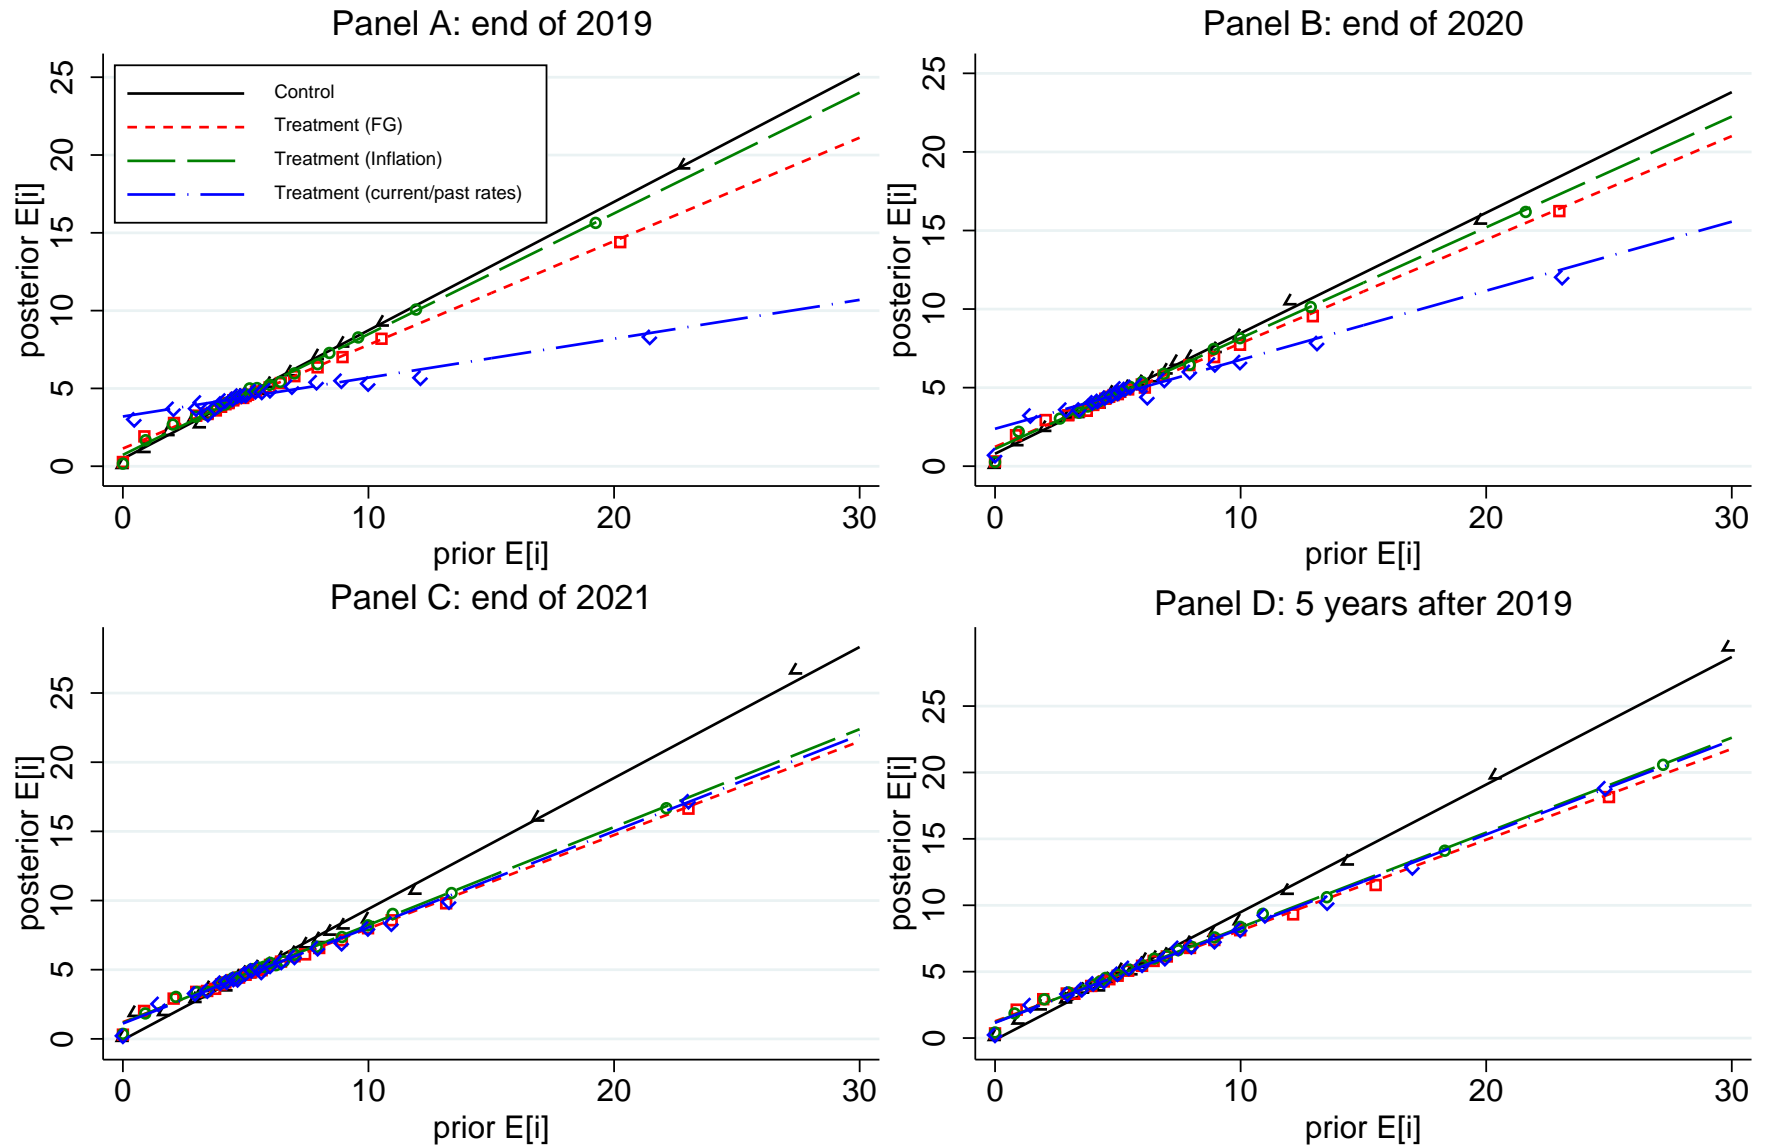 Panel A: end of 2019
posterior E[i]
25
20
15
10
5
0
Control
Treatment (FG)
Treatment (Inflation)
Treatment (current/past rates)
0 10 20 30
prior E[i]
Panel B: end of 2020
posterior E[i]
25
20
15
10
5
0
0 10 20 30
prior E[i]
Panel C: end of 2021
posterior E[i]
25
20
15
10
5
0
0 10 20 30
prior E[i]
Panel D: 5 years after 2019
posterior E[i]
25
20
15
10
5
0
0 10 20 30
prior E[i]